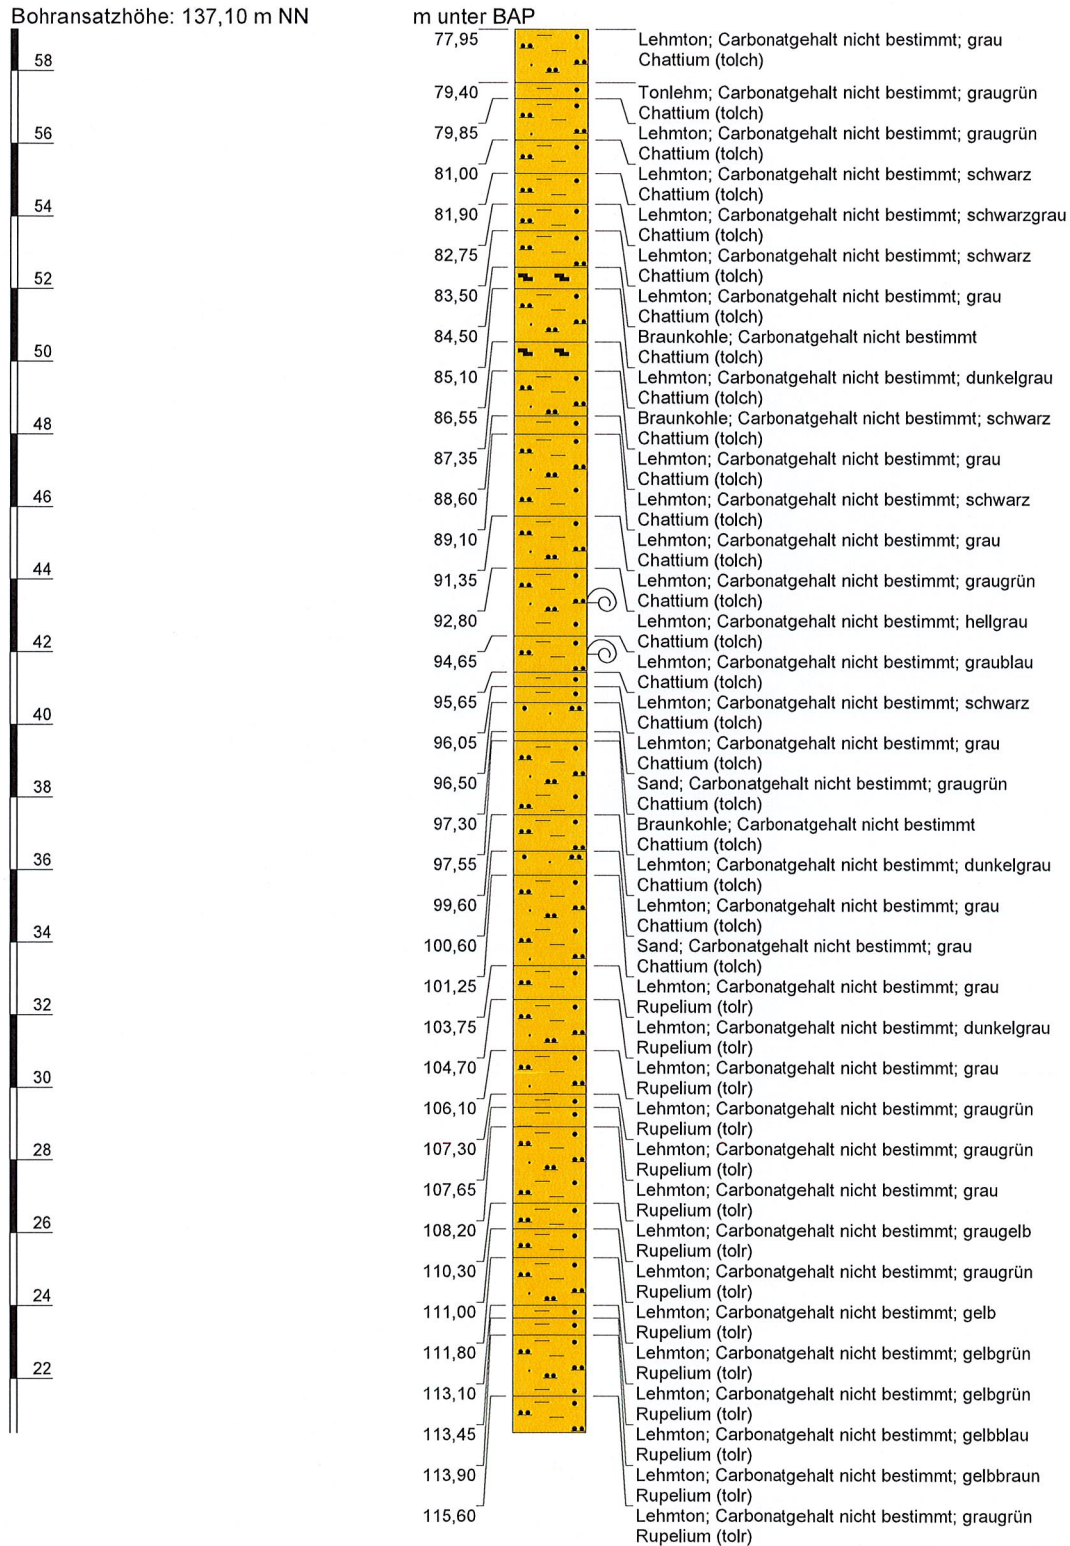 Bohransatzhöhe: 137,10 m NN
m unter BAP
58
56
54
52
50
48
46
44
42
40
38
36
34
32
30
28
26
24
22
77,95
79,40
79,85
81,00
81,90
82,75
83,50
84,50
85,10
86,55
87,35
88,60
89,10
91,35
92,80
94,65
95,65
96,05
96,50
97,30
97,55
99,60
100,60
101,25
103,75
104,70
106,10
107,30
107,65
108,20
110,30
111,00
111,80
113,10
113,45
113,90
115,60
Lehmton; Carbonatgehalt nicht bestimmt; grau
Chattium (tolch)
Tonlehm; Carbonatgehalt nicht bestimmt; graugrün
Chattium (tolch)
Lehmton; Carbonatgehalt nicht bestimmt; graugrün
Chattium (tolch)
Lehmton; Carbonatgehalt nicht bestimmt; schwarz
Chattium (tolch)
Lehmton; Carbonatgehalt nicht bestimmt; schwarzgrau
Chattium (tolch)
Lehmton; Carbonatgehalt nicht bestimmt; schwarz
Chattium (tolch)
Lehmton; Carbonatgehalt nicht bestimmt; grau
Chattium (tolch)
Braunkohle; Carbonatgehalt nicht bestimmt
Chattium (tolch)
Lehmton; Carbonatgehalt nicht bestimmt; dunkelgrau
Chattium (tolch)
Braunkohle; Carbonatgehalt nicht bestimmt; schwarz
Chattium (tolch)
Lehmton; Carbonatgehalt nicht bestimmt; grau
Chattium (tolch)
Lehmton; Carbonatgehalt nicht bestimmt; schwarz
Chattium (tolch)
Lehmton; Carbonatgehalt nicht bestimmt; grau
Chattium (tolch)
Lehmton; Carbonatgehalt nicht bestimmt; graugrün
Chattium (tolch)
Lehmton; Carbonatgehalt nicht bestimmt; hellgrau
Chattium (tolch)
Lehmton; Carbonatgehalt nicht bestimmt; graublau
Chattium (tolch)
Lehmton; Carbonatgehalt nicht bestimmt; schwarz
Chattium (tolch)
Lehmton; Carbonatgehalt nicht bestimmt; grau
Chattium (tolch)
Sand; Carbonatgehalt nicht bestimmt; graugrün
Chattium (tolch)
Braunkohle; Carbonatgehalt nicht bestimmt
Chattium (tolch)
Lehmton; Carbonatgehalt nicht bestimmt; dunkelgrau
Chattium (tolch)
Lehmton; Carbonatgehalt nicht bestimmt; grau
Chattium (tolch)
Sand; Carbonatgehalt nicht bestimmt; grau
Chattium (tolch)
Lehmton; Carbonatgehalt nicht bestimmt; grau
Rupelium (tolr)
Lehmton; Carbonatgehalt nicht bestimmt; dunkelgrau
Rupelium (tolr)
Lehmton; Carbonatgehalt nicht bestimmt; grau
Rupelium (tolr)
Lehmton; Carbonatgehalt nicht bestimmt; graugrün
Rupelium (tolr)
Lehmton; Carbonatgehalt nicht bestimmt; graugrün
Rupelium (tolr)
Lehmton; Carbonatgehalt nicht bestimmt; grau
Rupelium (tolr)
Lehmton; Carbonatgehalt nicht bestimmt; graugelb
Rupelium (tolr)
Lehmton; Carbonatgehalt nicht bestimmt; graugrün
Rupelium (tolr)
Lehmton; Carbonatgehalt nicht bestimmt; gelb
Rupelium (tolr)
Lehmton; Carbonatgehalt nicht bestimmt; gelbgrün
Rupelium (tolr)
Lehmton; Carbonatgehalt nicht bestimmt; gelbgrün
Rupelium (tolr)
Lehmton; Carbonatgehalt nicht bestimmt; gelbblau
Rupelium (tolr)
Lehmton; Carbonatgehalt nicht bestimmt; gelbbraun
Rupelium (tolr)
Lehmton; Carbonatgehalt nicht bestimmt; graugrün
Rupelium (tolr)